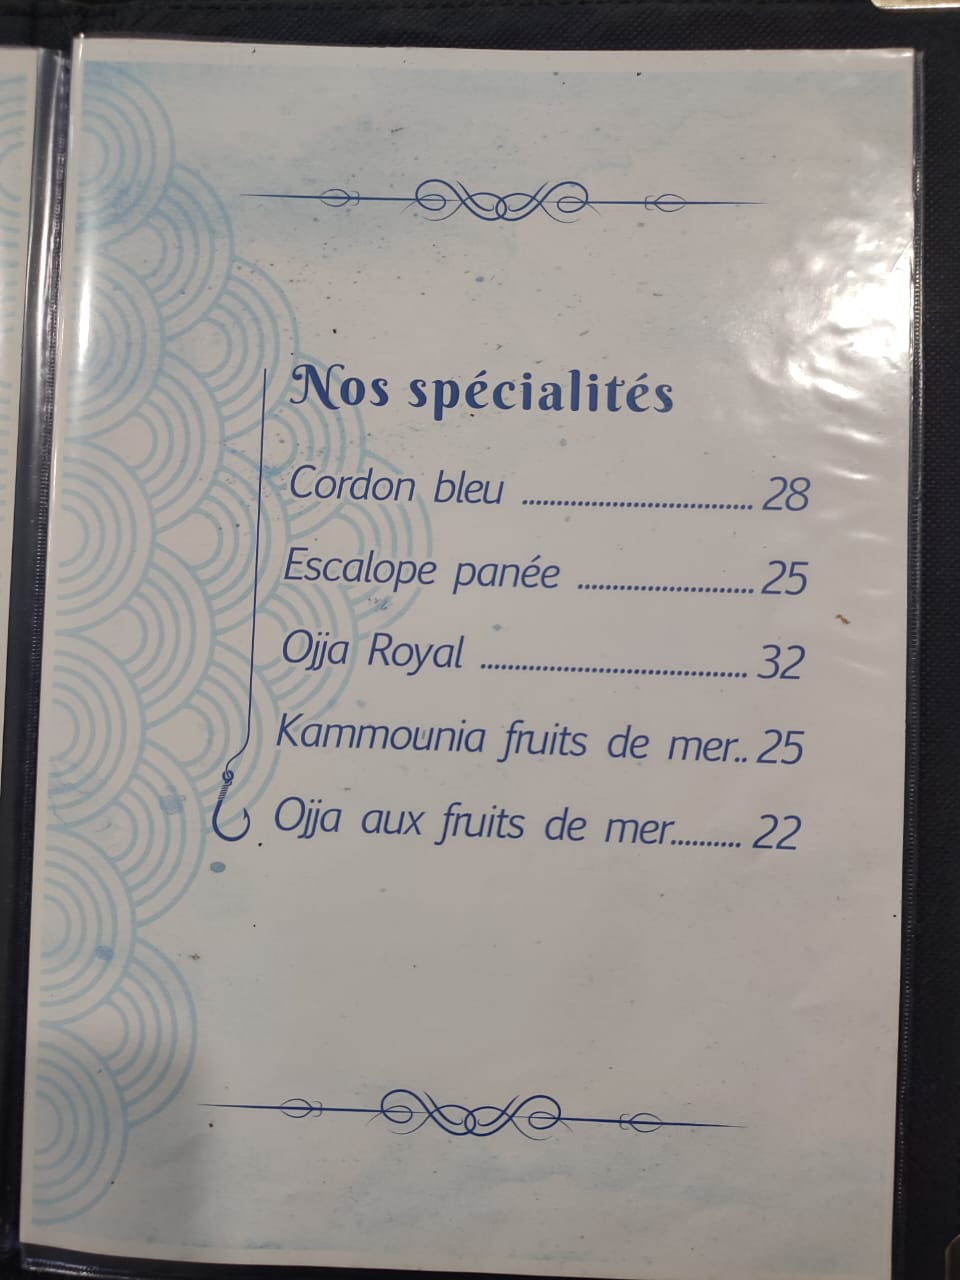 Nos spécialités
Cordon bleu ................................. 28
Escalope panée ......................... 25
Ojja Royal ...................................... 32
Kammounia fruits de mer.. 25
Ojja aux fruits de mer.......... 22